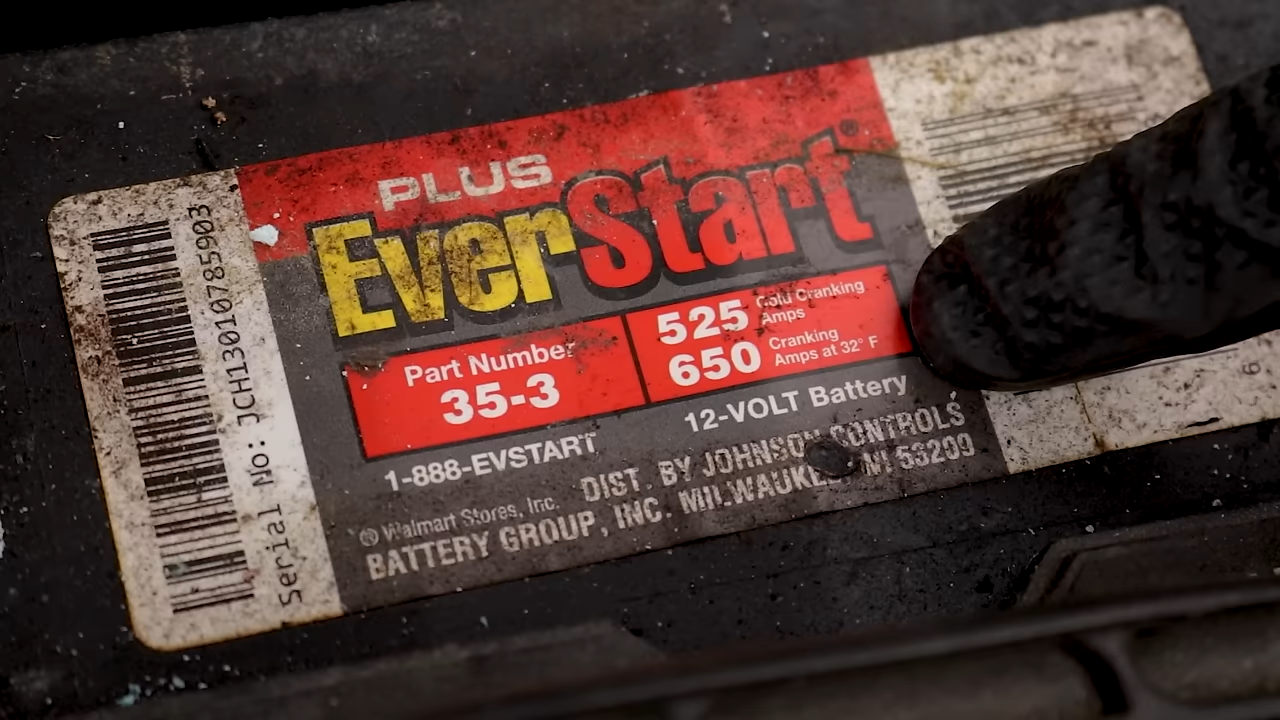 PLUS
EverStart®
Part Number
35-3
525 Cold Cranking Amps
650 Cranking Amps at 32° F
1-888-EVSTART
12-VOLT Battery
® Walmart Stores, Inc. DIST. BY JOHNSON CONTROLS
BATTERY GROUP, INC. MILWAUKEE WI 53209
Serial No: JCH13010785903